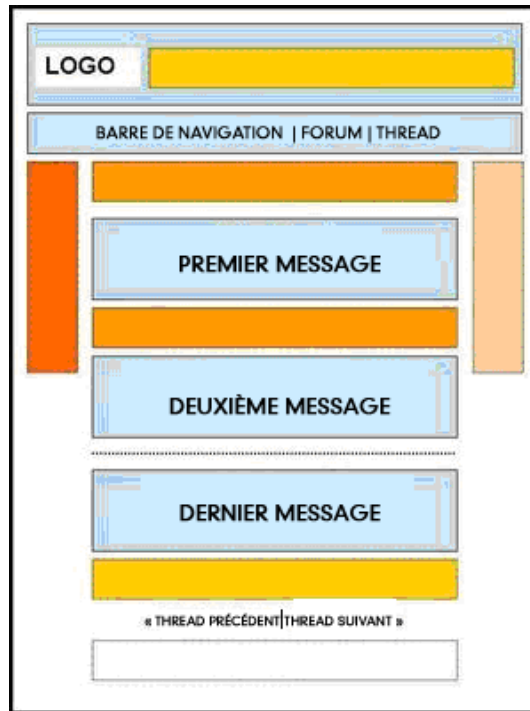 LOGO
BARRE DE NAVIGATION | FORUM | THREAD
PREMIER MESSAGE
DEUXIÈME MESSAGE
DERNIER MESSAGE
« THREAD PRÉCÉDENT|THREAD SUIVANT »